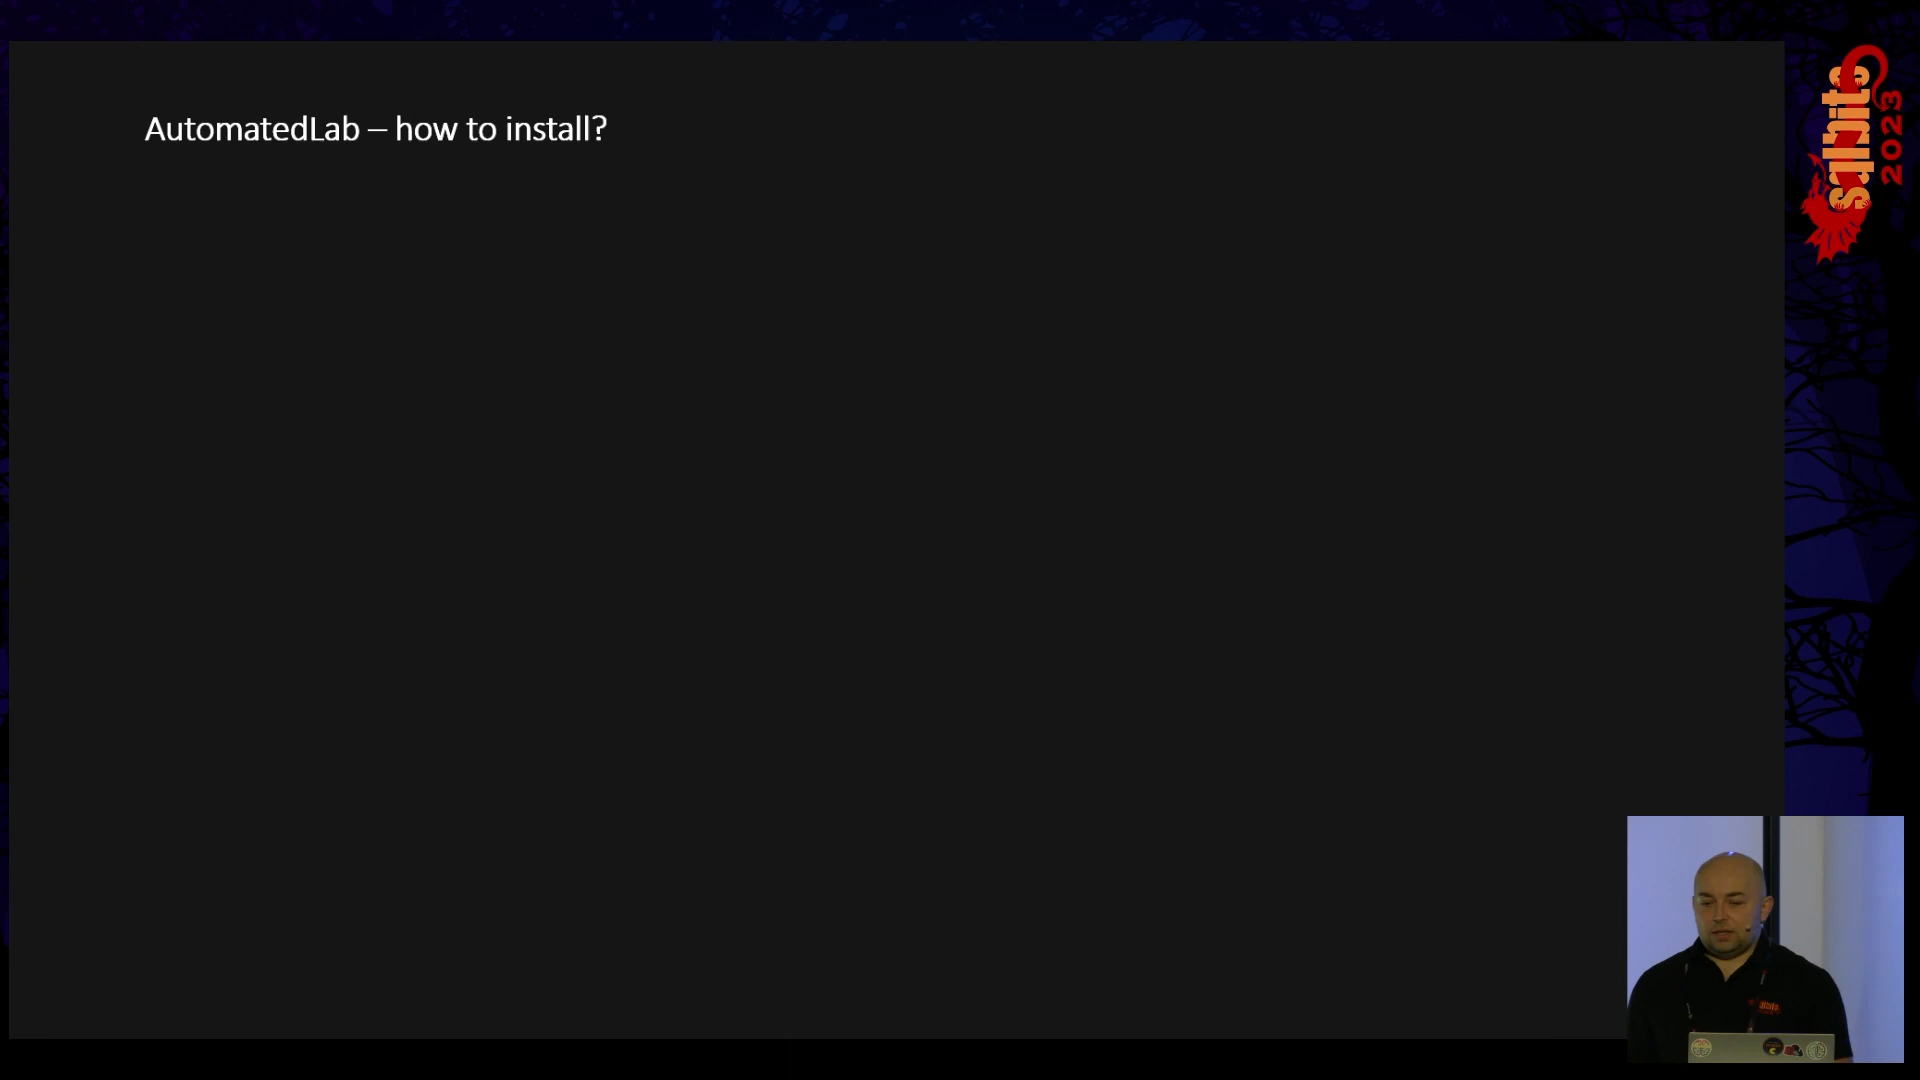 AutomatedLab – how to install?
sqlbits
2023